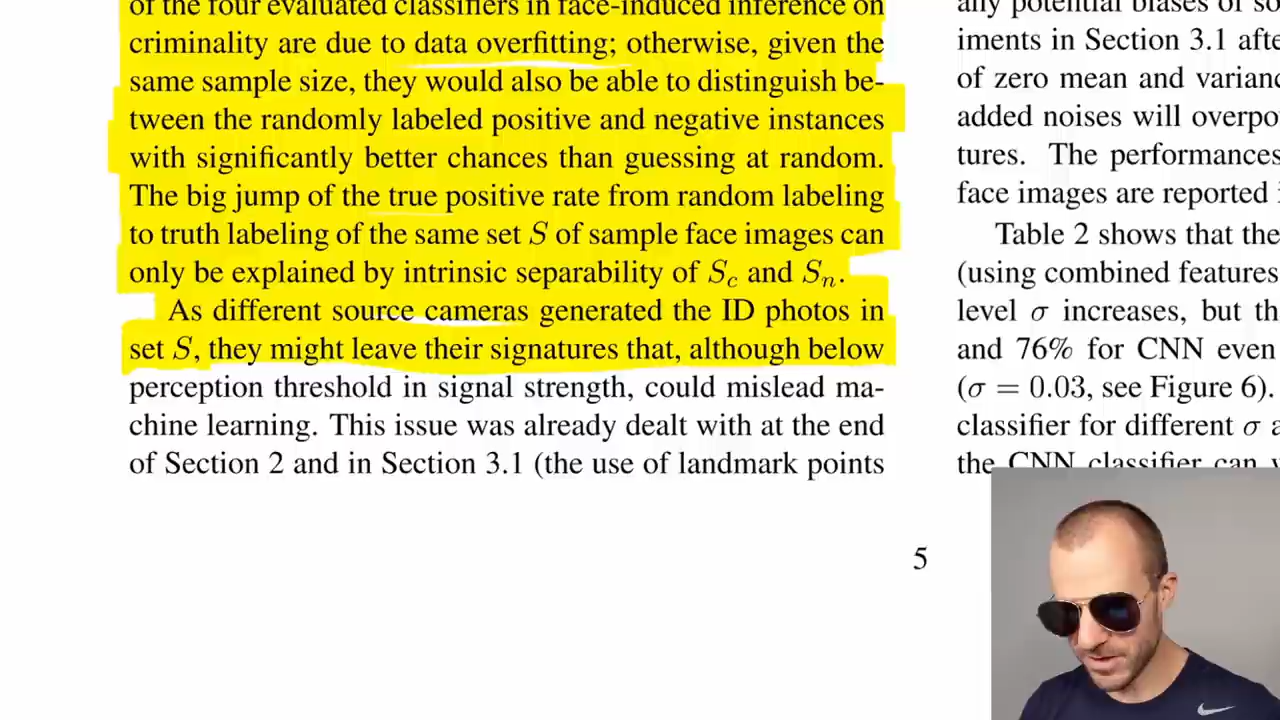 of the four evaluated classifiers in face-induced inference on
criminality are due to data overfitting; otherwise, given the
same sample size, they would also be able to distinguish be-
tween the randomly labeled positive and negative instances
with significantly better chances than guessing at random.
The big jump of the true positive rate from random labeling
to truth labeling of the same set S of sample face images can
only be explained by intrinsic separability of Sc and Sn.
As different source cameras generated the ID photos in
set S, they might leave their signatures that, although below
perception threshold in signal strength, could mislead ma-
chine learning. This issue was already dealt with at the end
of Section 2 and in Section 3.1 (the use of landmark points
any potential biases of
iments in Section 3.1
of zero mean and
added noises will
tures. The performances
face images are reported
Table 2 shows that the
(using combined features
level σ increases, but
and 76% for CNN even
(σ = 0.03, see Figure 6).
classifier for different σ
the CNN classifier can
5